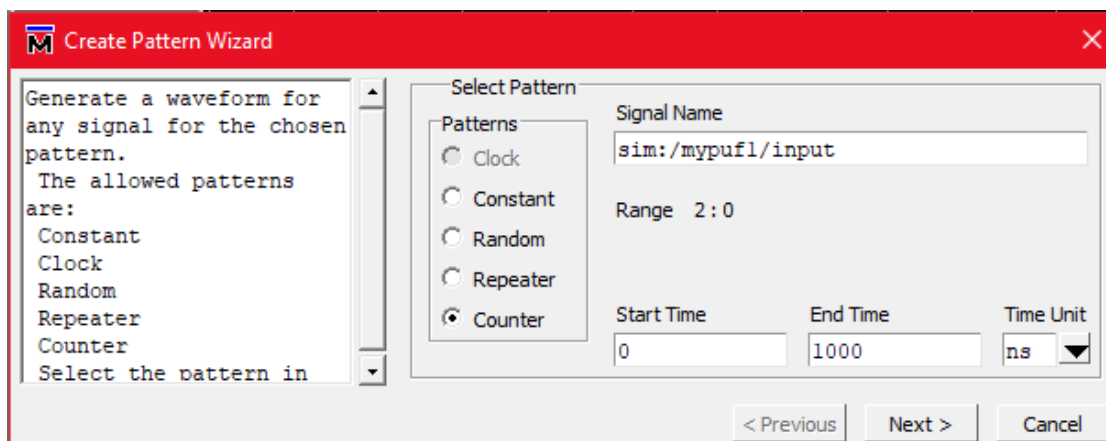 Create Pattern Wizard
Generate a waveform for
any signal for the chosen
pattern.
The allowed patterns
are:
Constant
Clock
Random
Repeater
Counter
Select the pattern in
Select Pattern
Patterns
Clock
Constant
Random
Repeater
Counter
Signal Name
sim:/mypuf1/input
Range 2:0
Start Time End Time Time Unit
0 1000 ns
< Previous Next > Cancel